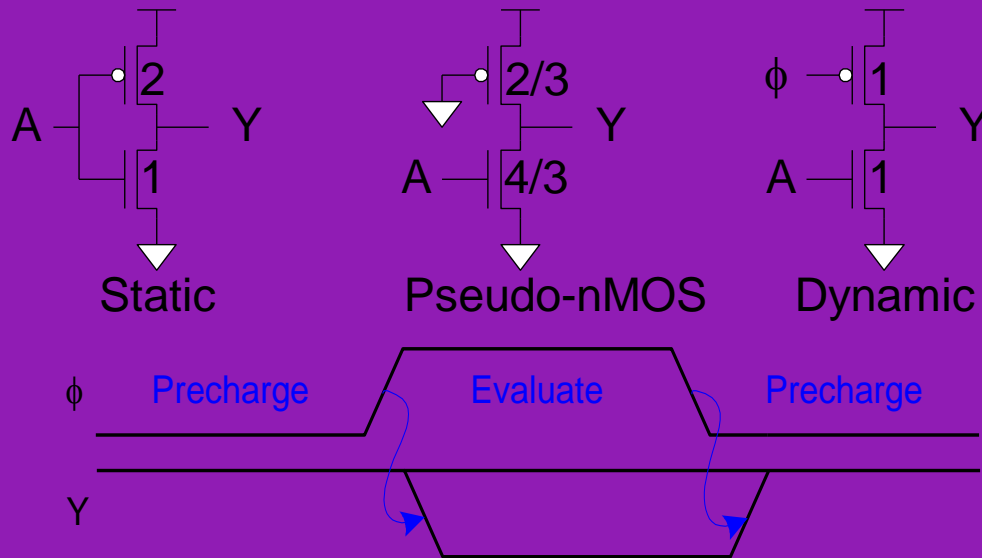 2
A
Y
1
Static
2/3
Y
A
4/3
Pseudo-nMOS
ϕ
1
Y
A
1
Dynamic
ϕ
Precharge
Evaluate
Precharge
Y